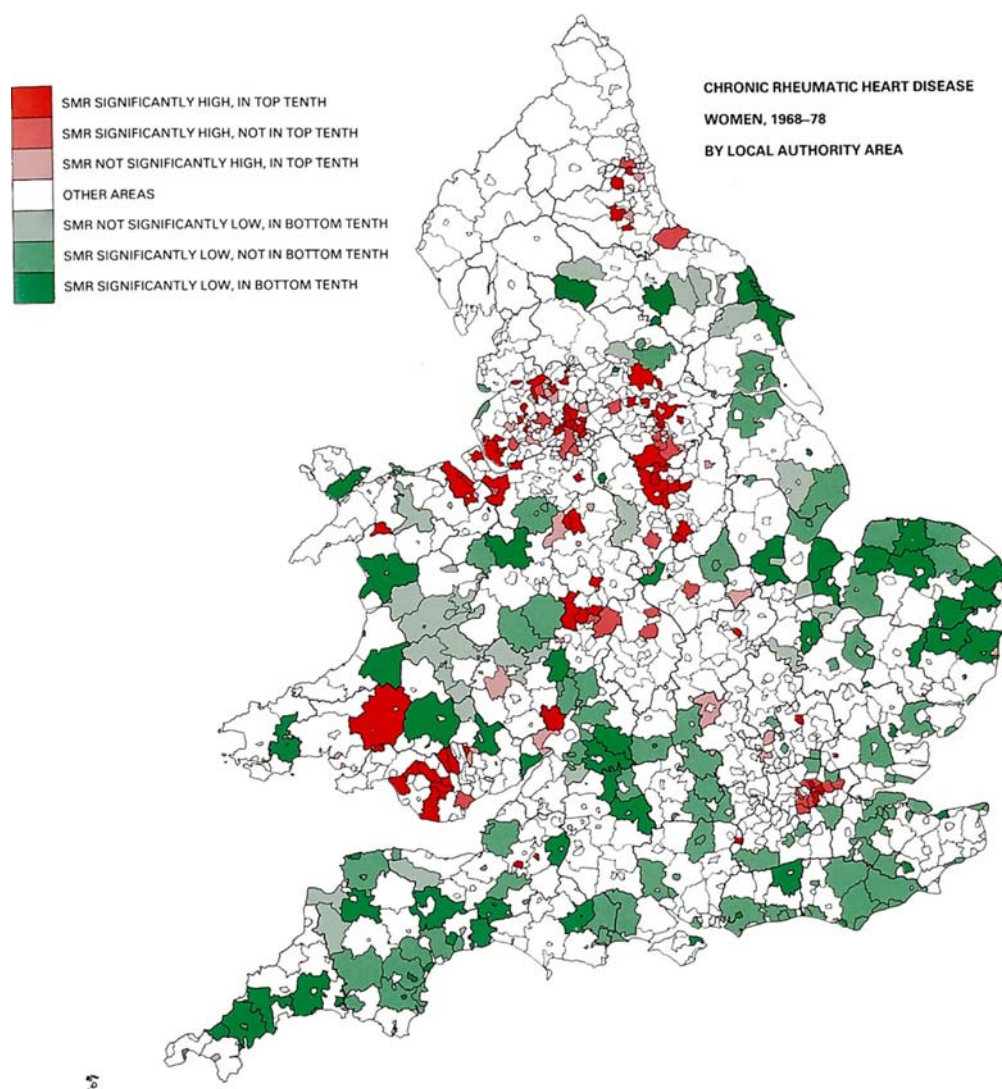 SMR SIGNIFICANTLY HIGH, IN TOP TENTH
SMR SIGNIFICANTLY HIGH, NOT IN TOP TENTH
SMR NOT SIGNIFICANTLY HIGH, IN TOP TENTH
OTHER AREAS
SMR NOT SIGNIFICANTLY LOW, IN BOTTOM TENTH
SMR SIGNIFICANTLY LOW, NOT IN BOTTOM TENTH
SMR SIGNIFICANTLY LOW, IN BOTTOM TENTH
CHRONIC RHEUMATIC HEART DISEASE
WOMEN, 1968–78
BY LOCAL AUTHORITY AREA